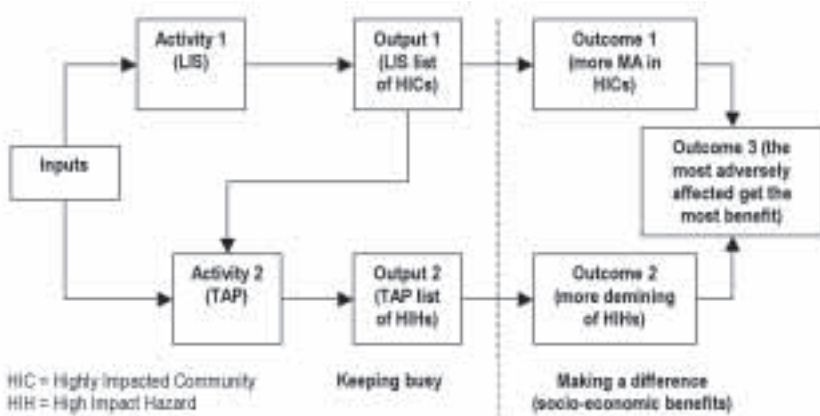 Activity 1
(LIS)
Output 1
(LIS list
of HICs)
Outcome 1
(more MA in
HICs)
Inputs
Outcome 3 (the
most adversely
affected get the
most benefit)
Activity 2
(TAP)
Output 2
(TAP list
of HIHs)
Outcome 2
(more demining
of HIHs)
HIC = Highly Impacted Community
HIH = High Impact Hazard
Keeping busy
Making a difference
(socio-economic benefits)